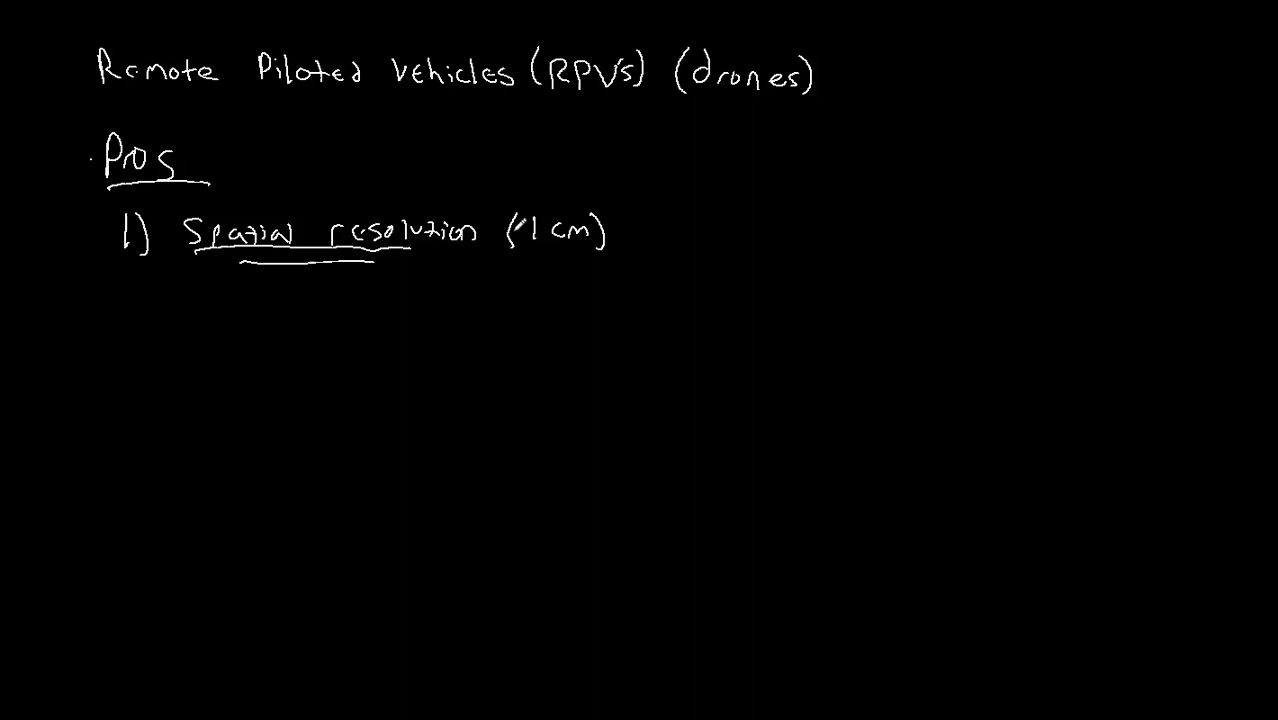 Remote Piloted Vehicles (RPVs) (drones)
Pros
1) Spatial resolution (<1 cm)